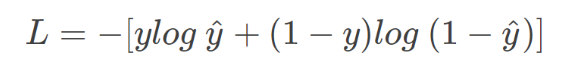 L = −[ylog ŷ + (1 − y)log (1 − ŷ)]